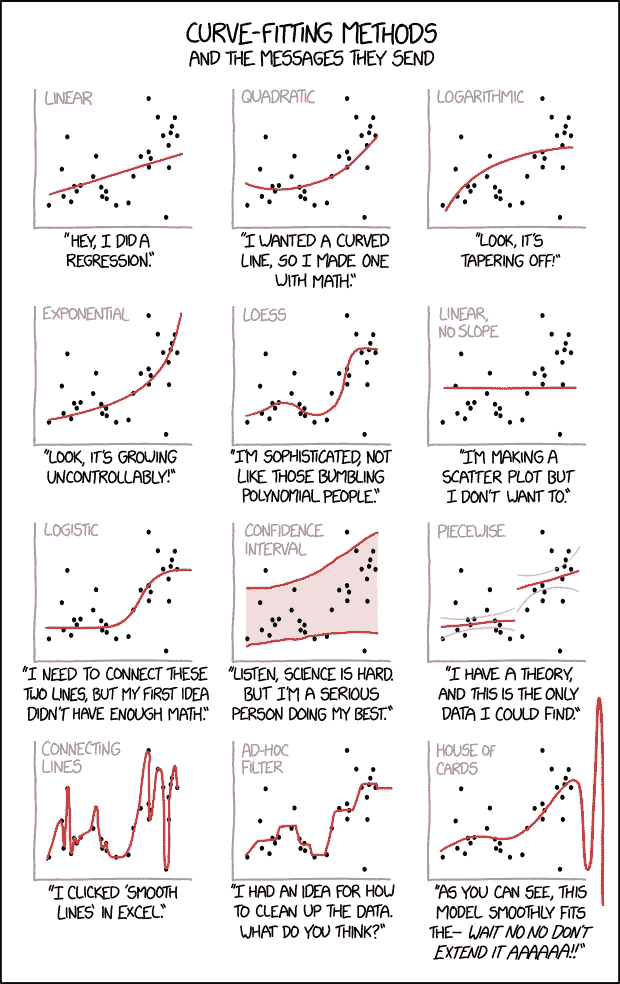 CURVE-FITTING METHODS
AND THE MESSAGES THEY SEND
LINEAR
"HEY, I DID A
REGRESSION."
QUADRATIC
"I WANTED A CURVED
LINE, SO I MADE ONE
WITH MATH."
LOGARITHMIC
"LOOK, IT'S
TAPERING OFF!"
EXPONENTIAL
"LOOK, IT'S GROWING
UNCONTROLLABLY!"
LOESS
"I'M SOPHISTICATED, NOT
LIKE THOSE BUMBLING
POLYNOMIAL PEOPLE."
LINEAR,
NO SLOPE
"I'M MAKING A
SCATTER PLOT BUT
I DON'T WANT TO."
LOGISTIC
"I NEED TO CONNECT THESE
TWO LINES, BUT MY FIRST IDEA
DIDN'T HAVE ENOUGH MATH."
CONFIDENCE
INTERVAL
"LISTEN, SCIENCE IS HARD.
BUT I'M A SERIOUS
PERSON DOING MY BEST."
PIECEWISE
"I HAVE A THEORY,
AND THIS IS THE ONLY
DATA I COULD FIND."
CONNECTING
LINES
"I CLICKED 'SMOOTH
LINES' IN EXCEL."
AD-HOC
FILTER
"I HAD AN IDEA FOR HOW
TO CLEAN UP THE DATA.
WHAT DO YOU THINK?"
HOUSE OF
CARDS
"AS YOU CAN SEE, THIS
MODEL SMOOTHLY FITS
THE— WAIT NO NO DON'T
EXTEND IT AAAAAA!!"